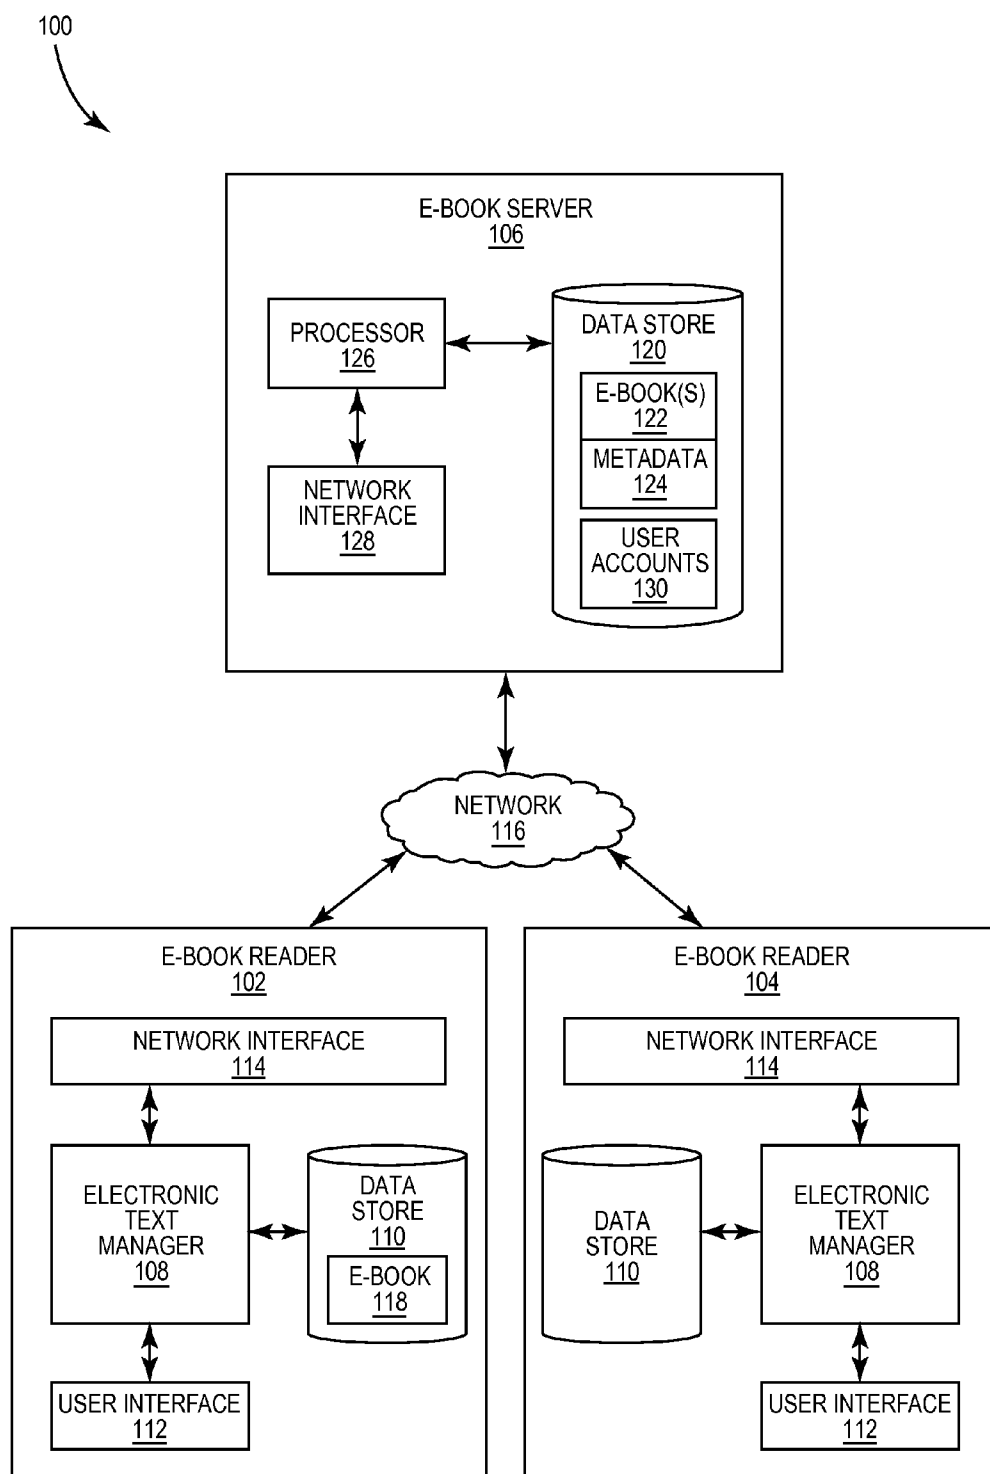 100
E-BOOK SERVER
106
PROCESSOR
126
DATA STORE
120
E-BOOK(S)
122
METADATA
124
NETWORK
INTERFACE
128
USER
ACCOUNTS
130
NETWORK
116
E-BOOK READER
102
NETWORK INTERFACE
114
ELECTRONIC
TEXT
MANAGER
108
DATA
STORE
110
E-BOOK
118
USER INTERFACE
112
E-BOOK READER
104
NETWORK INTERFACE
114
DATA
STORE
110
ELECTRONIC
TEXT
MANAGER
108
USER INTERFACE
112